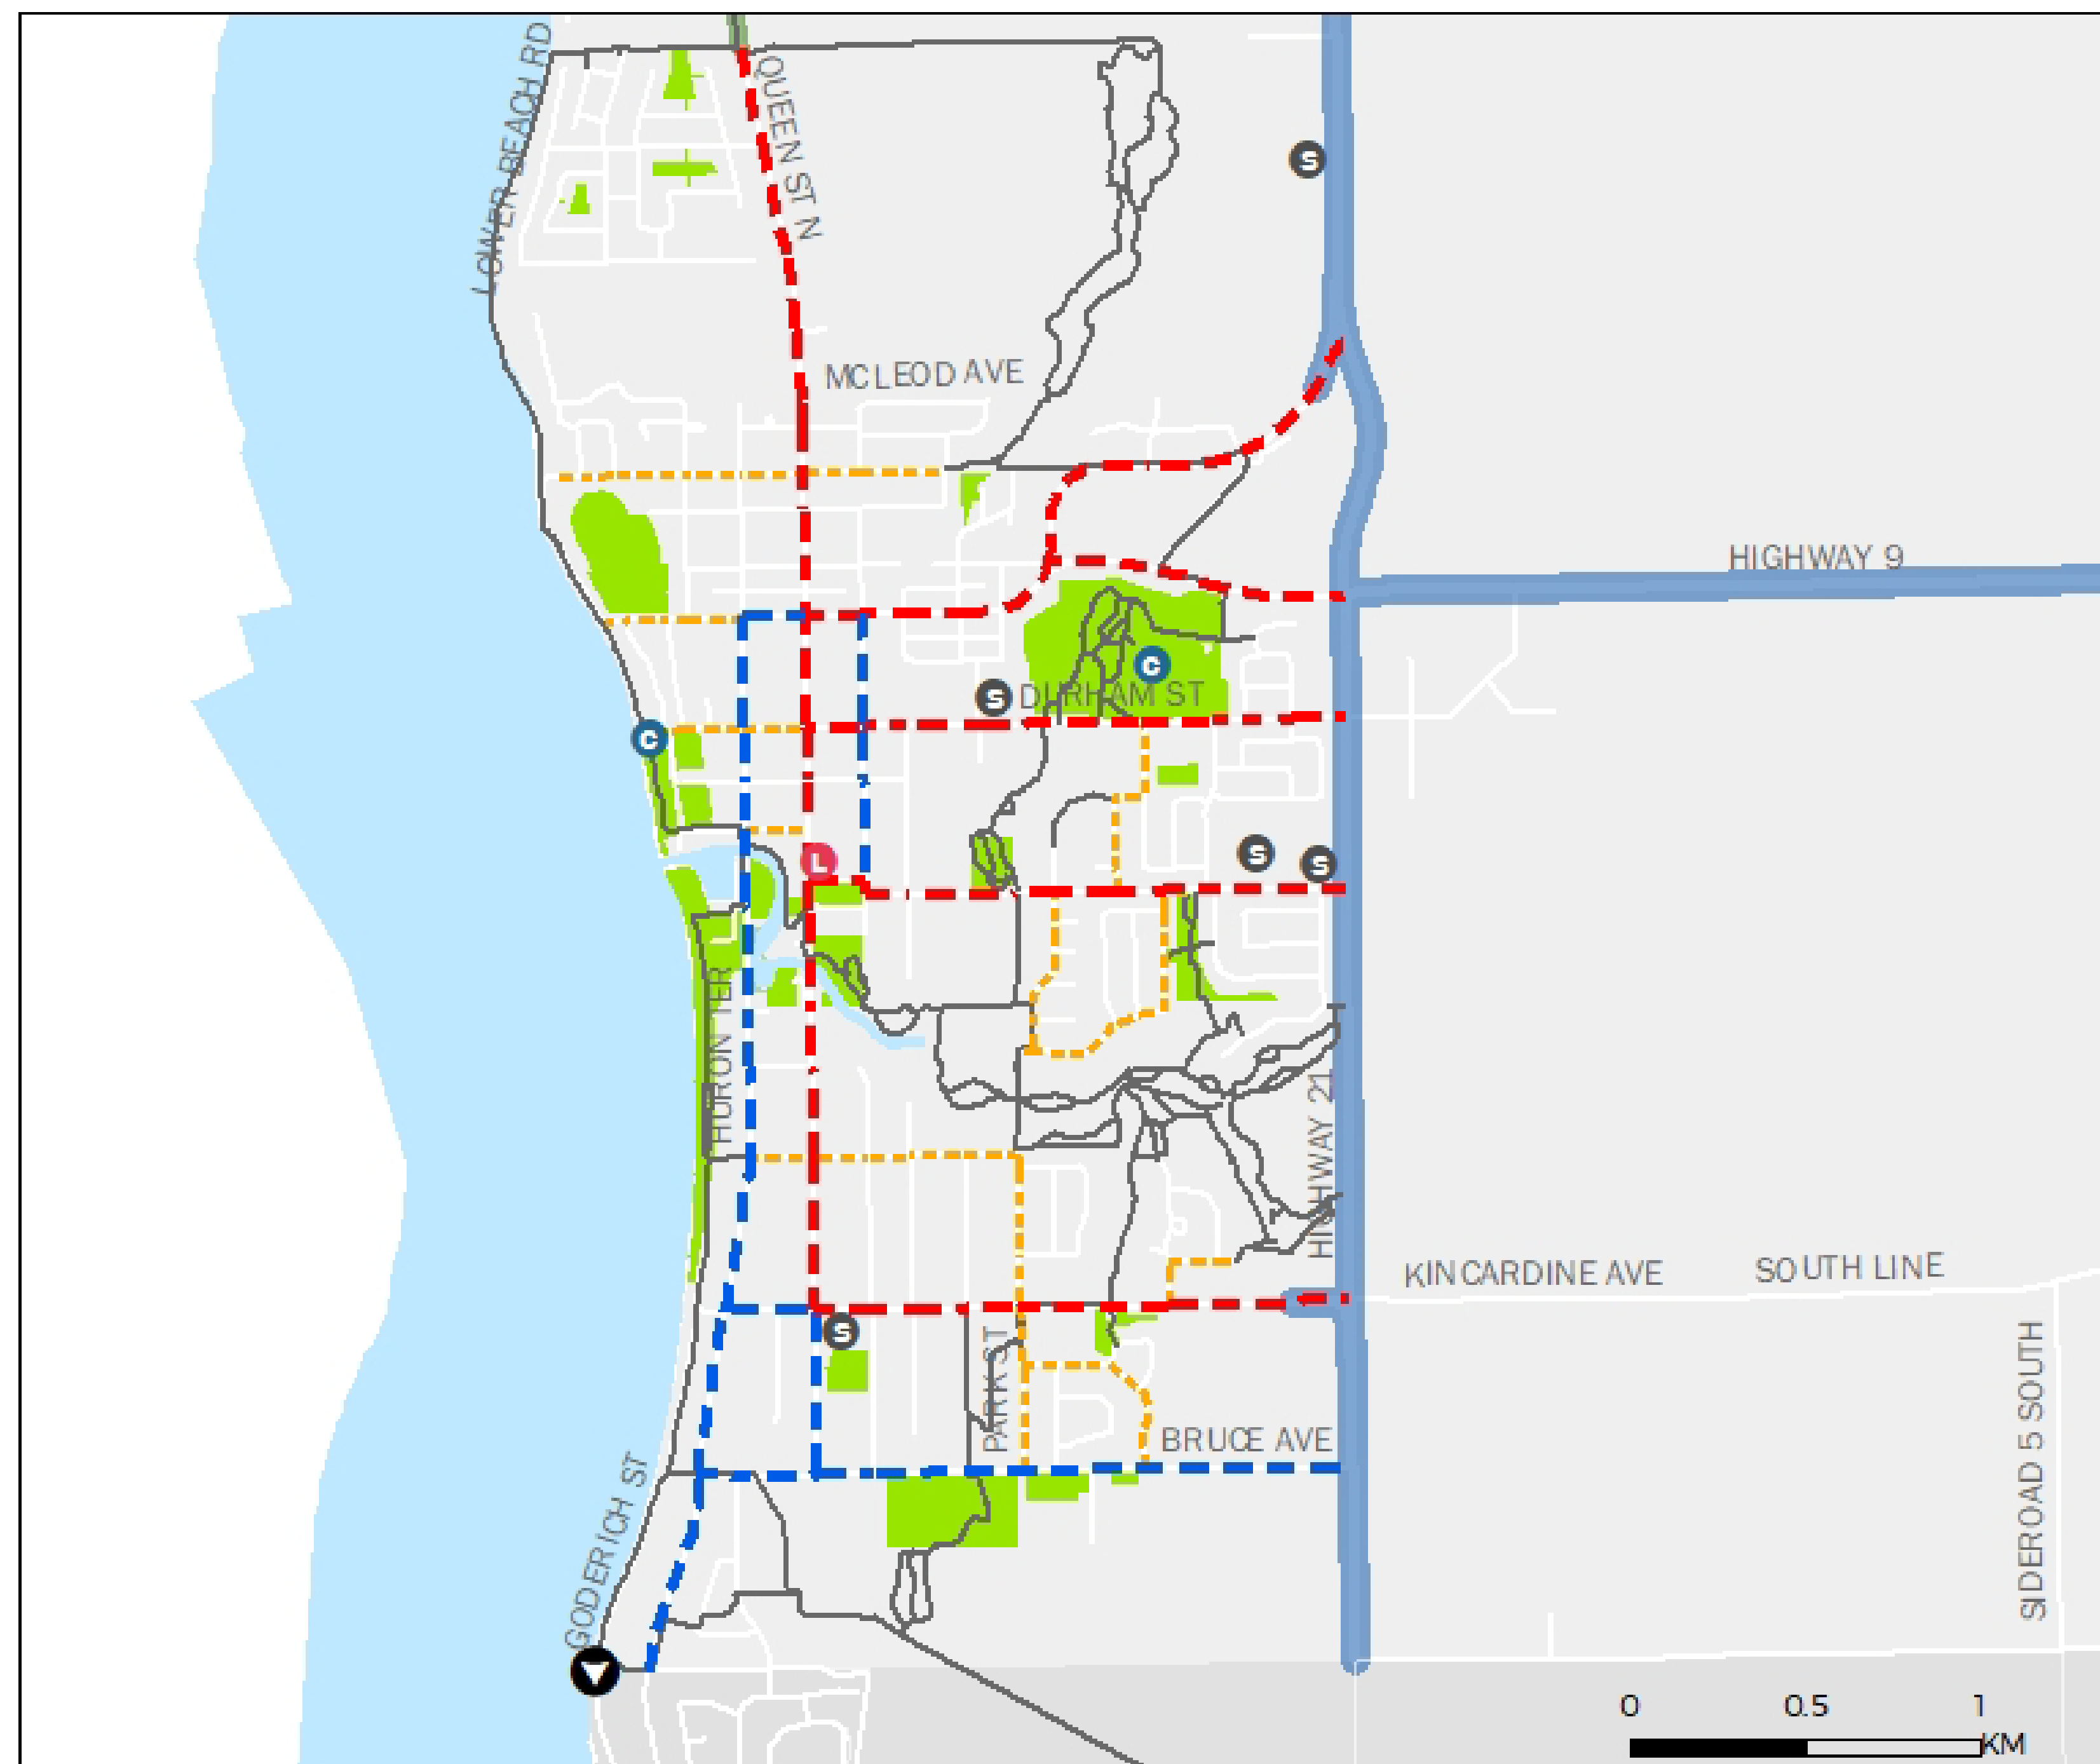 LOWER BEACH RD
QUEEN ST N
S
MCLEOD AVE
HIGHWAY 9
C
S
DURHAM ST
C
L
S
S
HURON TER
HIGHWAY 21
KINCARDINE AVE
SOUTH LINE
S
PARK ST
BRUCE AVE
SIDEROAD 5 SOUTH
GODERICH ST
0 0.5 1
KM